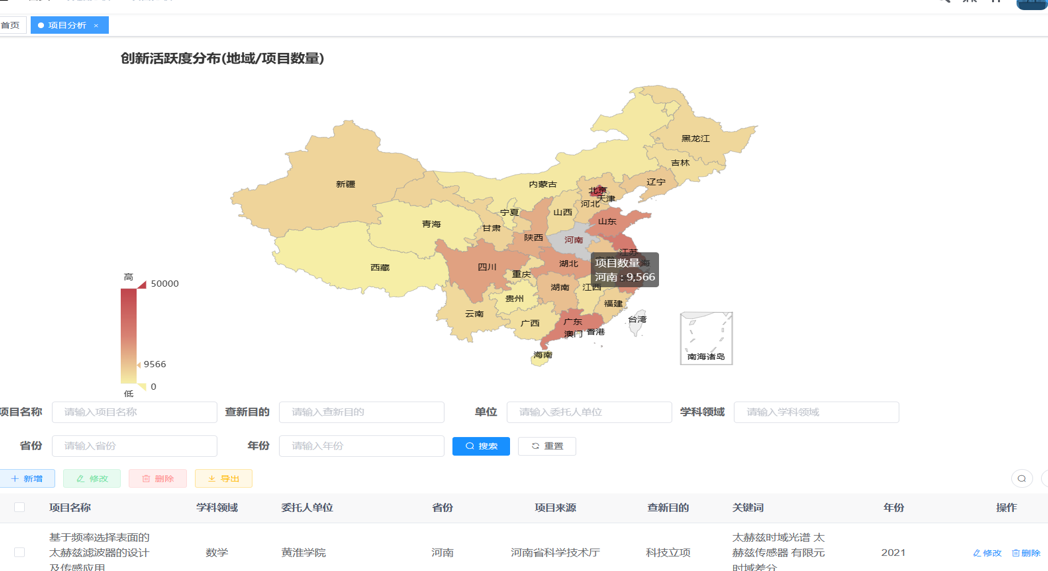 首页
项目分析 ×
创新活跃度分布(地域/项目数量)
黑龙江
吉林
辽宁
新疆
内蒙古
北京
天津
河北
宁夏
山西
山东
青海
甘肃
陕西
河南
江苏
西藏
四川
湖北
重庆
项目数量
河南 : 9,566
湖南
江西
贵州
福建
云南
广西
广东
台湾
澳门
香港
海南
南海诸岛
高
50000
9566
0
低
项目名称 请输入项目名称 查新目的 请输入查新目的 单位 请输入委托人单位 学科领域 请输入学科领域
省份 请输入省份 年份 请输入年份 搜索 重置
新增 修改 删除 导出
项目名称 学科领域 委托人单位 省份 项目来源 查新目的 关键词 年份 操作
基于频率选择表面的
太赫兹滤波器的设计
及传感应用
数学 黄淮学院 河南 河南省科学技术厅 科技立项
太赫兹时域光谱 太
赫兹传感器 有限元
时域差分
2021 修改 删除